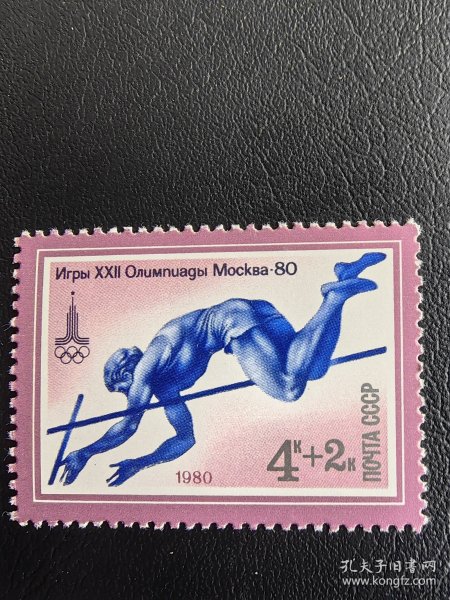 Игры XXII Олимпиады Москва-80
4к+2к
ПОЧТА СССР
1980
孔夫子旧书网
www.kongfz.com